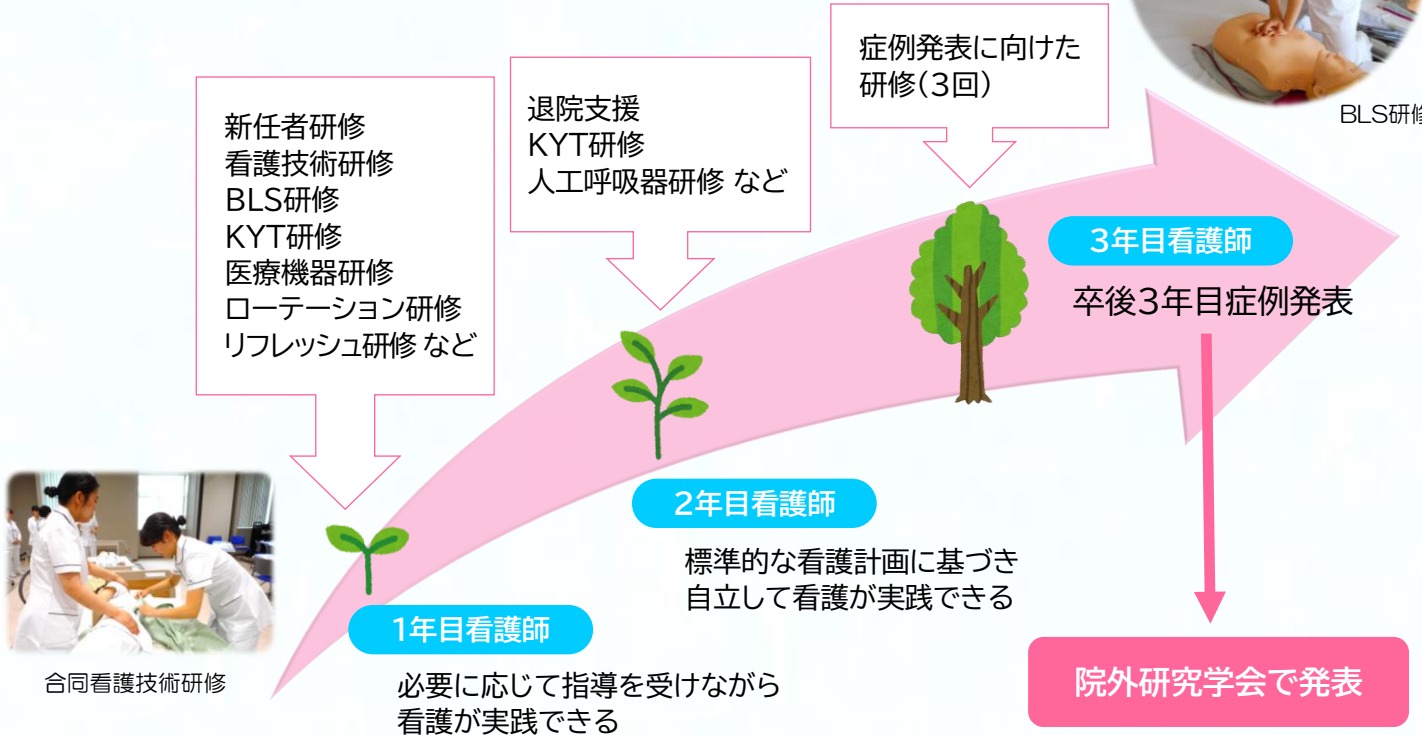 新任者研修
看護技術研修
BLS研修
KYT研修
医療機器研修
ローテーション研修
リフレッシュ研修 など
退院支援
KYT研修
人工呼吸器研修 など
症例発表に向けた
研修(3回)
BLS研修
3年目看護師
卒後3年目症例発表
2年目看護師
標準的な看護計画に基づき
自立して看護が実践できる
1年目看護師
必要に応じて指導を受けながら
看護が実践できる
合同看護技術研修
院外研究学会で発表